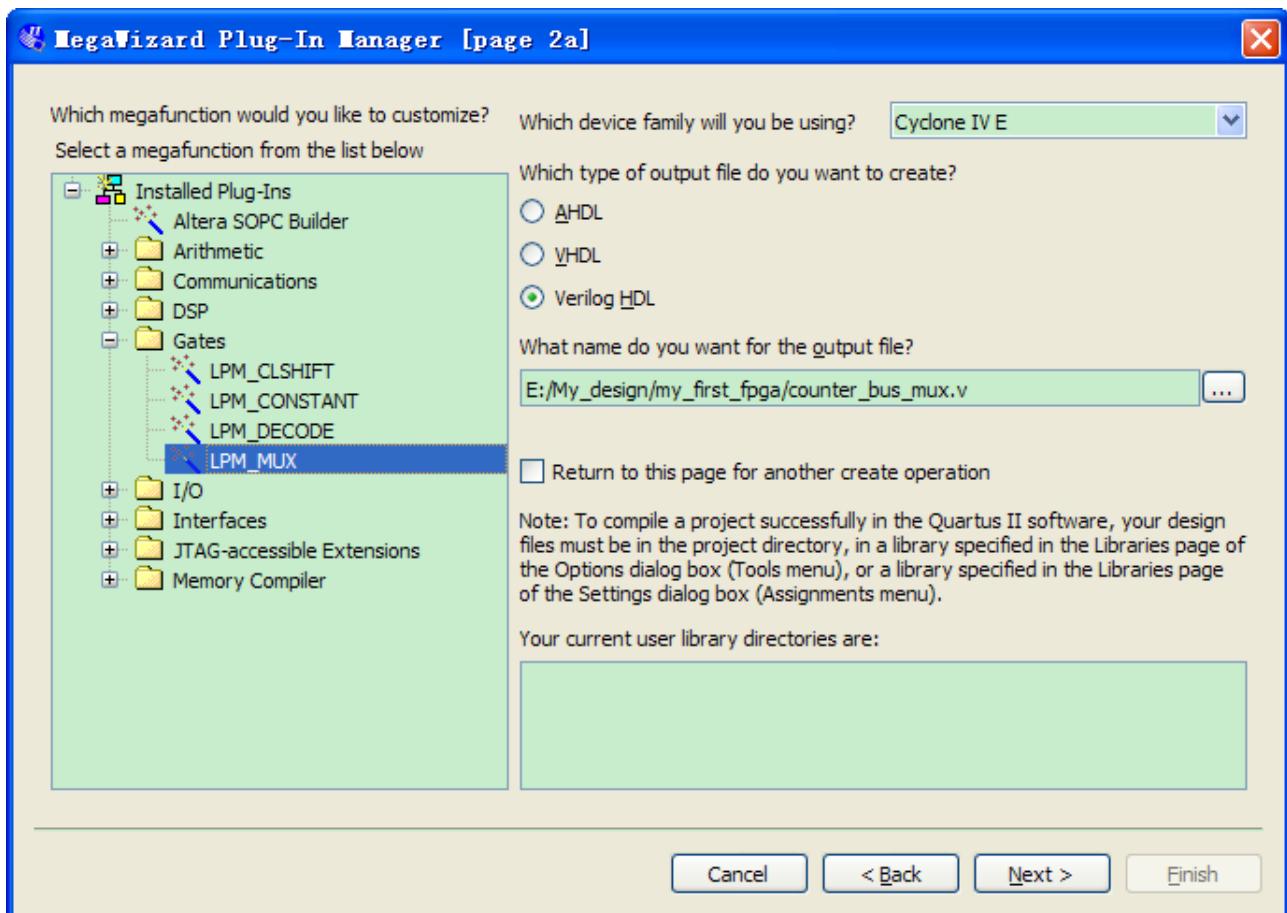 MegaWizard Plug-In Manager [page 2a]
Which megafunction would you like to customize?
Select a megafunction from the list below
Installed Plug-Ins
Altera SOPC Builder
Arithmetic
Communications
DSP
Gates
LPM_CLSHIFT
LPM_CONSTANT
LPM_DECODE
LPM_MUX
I/O
Interfaces
JTAG-accessible Extensions
Memory Compiler
Which device family will you be using?
Cyclone IV E
Which type of output file do you want to create?
AHDL
VHDL
Verilog HDL
What name do you want for the output file?
E:/My_design/my_first_fpga/counter_bus_mux.v
...
Return to this page for another create operation
Note: To compile a project successfully in the Quartus II software, your design
files must be in the project directory, in a library specified in the Libraries page of
the Options dialog box (Tools menu), or a library specified in the Libraries page
of the Settings dialog box (Assignments menu).
Your current user library directories are:
Cancel
< Back
Next >
Finish